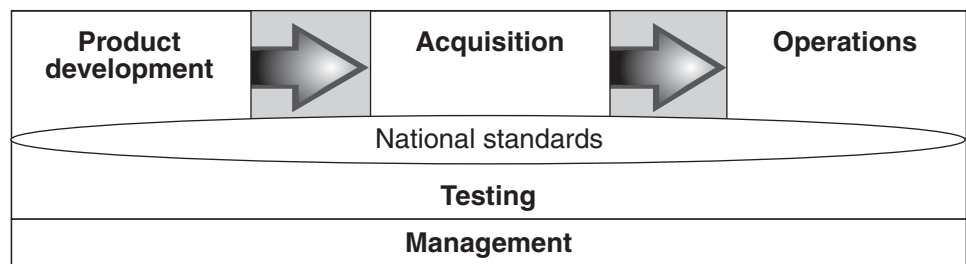 Product
development
Acquisition
Operations
National standards
Testing
Management